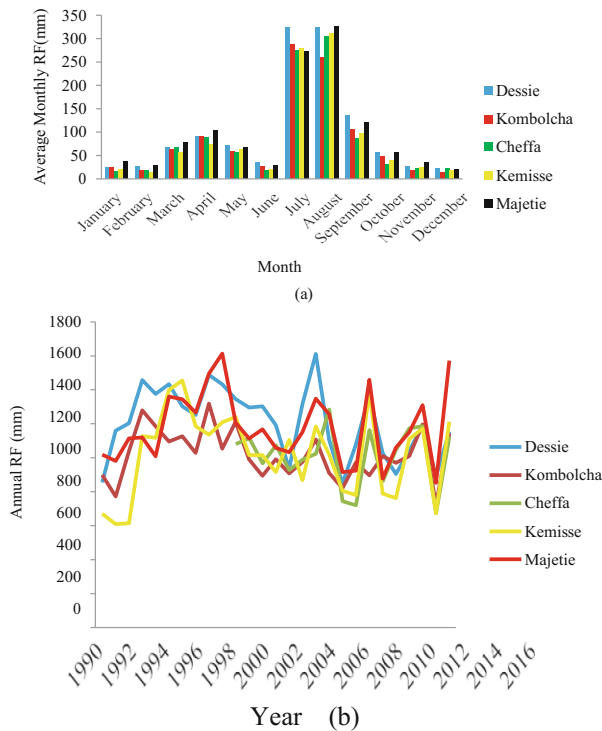 350
300
250
200
150
100
50
0
Average Monthly RF(mm)
January
February
March
April
May
June
July
August
September
October
November
December
Month
Dessie
Kombolcha
Cheffa
Kemisse
Majetie
(a)
1800
1600
1400
1200
1000
800
600
400
200
0
Annual RF (mm)
1990
1992
1994
1996
1998
2000
2002
2004
2006
2008
2010
2012
2014
2016
Dessie
Kombolcha
Cheffa
Kemisse
Majetie
Year (b)